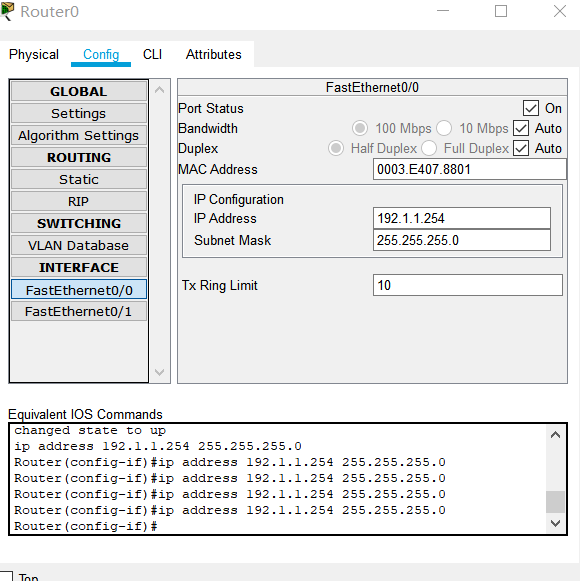 Router0
Physical Config CLI Attributes
GLOBAL
Settings
Algorithm Settings
ROUTING
Static
RIP
SWITCHING
VLAN Database
INTERFACE
FastEthernet0/0
FastEthernet0/1
FastEthernet0/0
Port Status On
Bandwidth 100 Mbps 10 Mbps Auto
Duplex Half Duplex Full Duplex Auto
MAC Address 0003.E407.8801
IP Configuration
IP Address 192.1.1.254
Subnet Mask 255.255.255.0
Tx Ring Limit 10
Equivalent IOS Commands
changed state to up
ip address 192.1.1.254 255.255.255.0
Router(config-if)#ip address 192.1.1.254 255.255.255.0
Router(config-if)#ip address 192.1.1.254 255.255.255.0
Router(config-if)#ip address 192.1.1.254 255.255.255.0
Router(config-if)#ip address 192.1.1.254 255.255.255.0
Router(config-if)#
Top